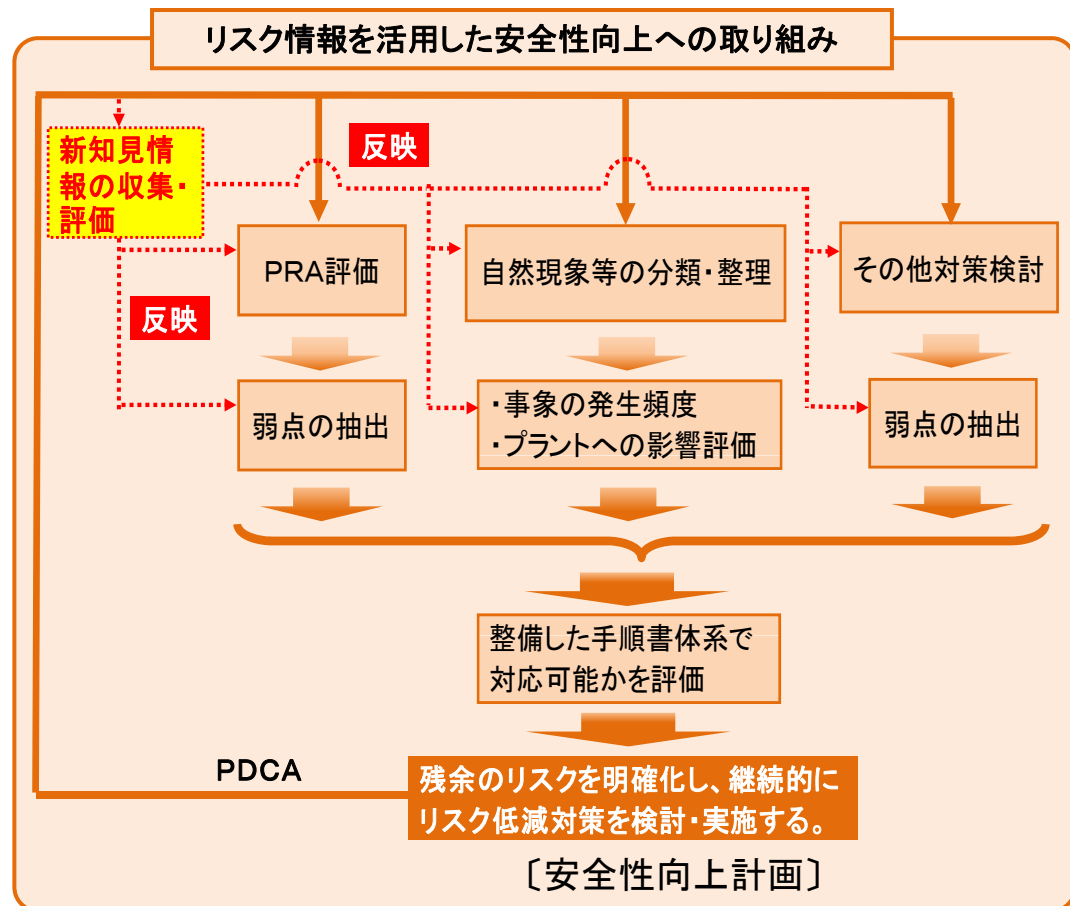 リスク情報を活用した安全性向上への取り組み
新知見情
報の収集・
評価
反映
反映
PRA評価
自然現象等の分類・整理
その他対策検討
弱点の抽出
・事象の発生頻度
・プラントへの影響評価
弱点の抽出
整備した手順書体系で
対応可能かを評価
PDCA
残余のリスクを明確化し、継続的に
リスク低減対策を検討・実施する。
〔安全性向上計画〕